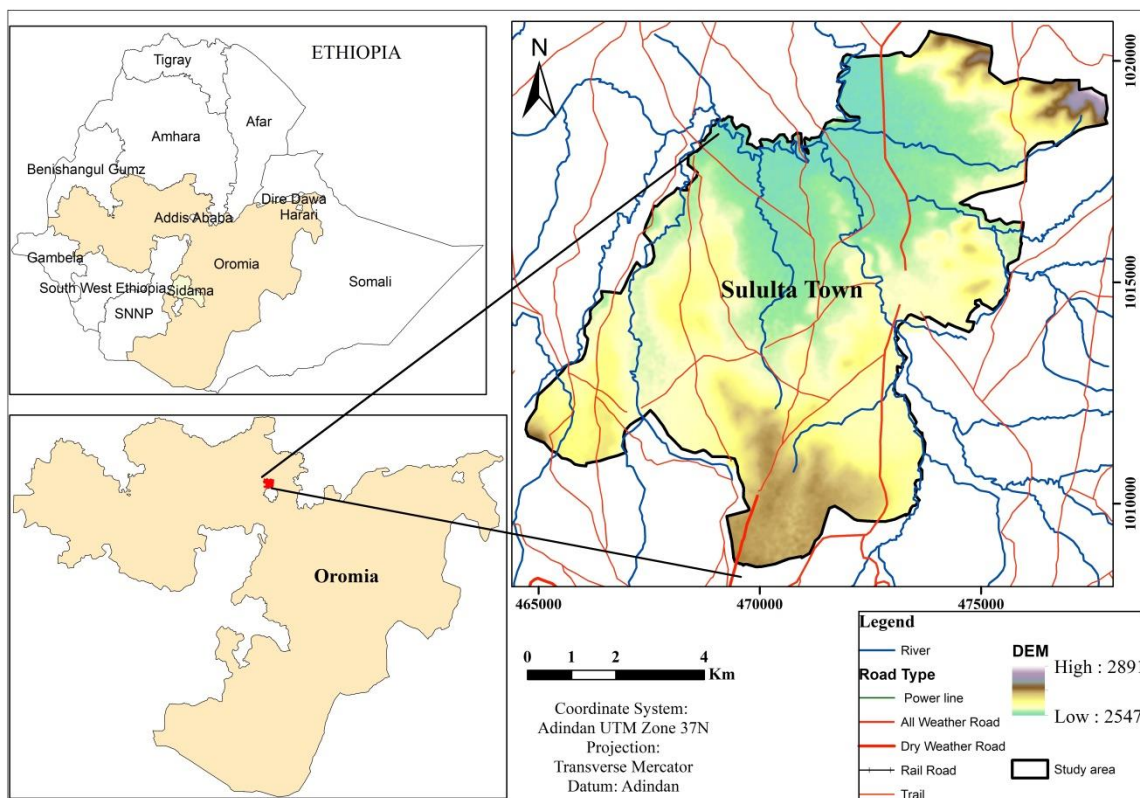 ETHIOPIA
Tigray
Afar
Amhara
Benishangul Gumz
Dire Dawa
Harari
Addis Ababa
Gambela
Oromia
Somali
South West Ethiopia
Sidama
SNNP
Oromia
N
Sululta Town
1020000
1015000
1010000
465000
470000
475000
0 1 2 4
Km
Coordinate System:
Adindan UTM Zone 37N
Projection:
Transverse Mercator
Datum: Adindan
Legend
River
Road Type
Power line
All Weather Road
Dry Weather Road
Rail Road
Trail
DEM
High : 2891
Low : 2547
Study area